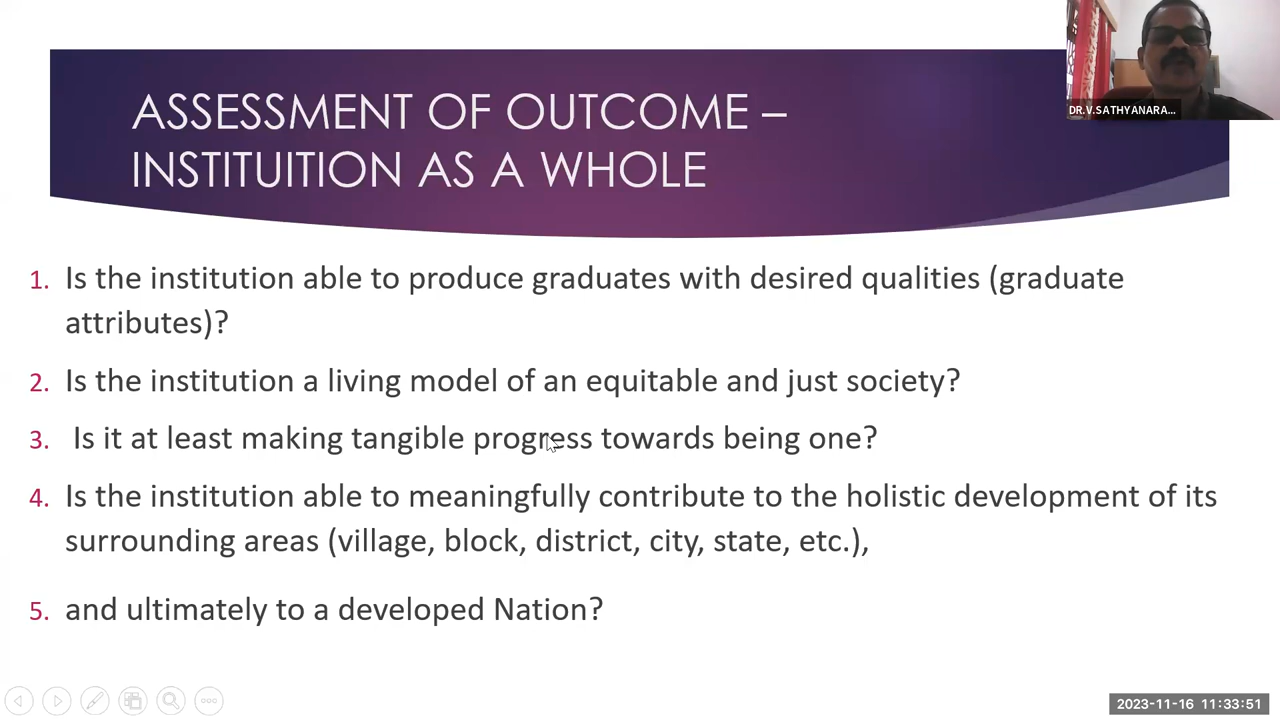 DR.V.SATHYANARA...
ASSESSMENT OF OUTCOME –
INSTITUITION AS A WHOLE
1. Is the institution able to produce graduates with desired qualities (graduate
attributes)?
2. Is the institution a living model of an equitable and just society?
3. Is it at least making tangible progress towards being one?
4. Is the institution able to meaningfully contribute to the holistic development of its
surrounding areas (village, block, district, city, state, etc.),
5. and ultimately to a developed Nation?
2023-11-16 11:33:51